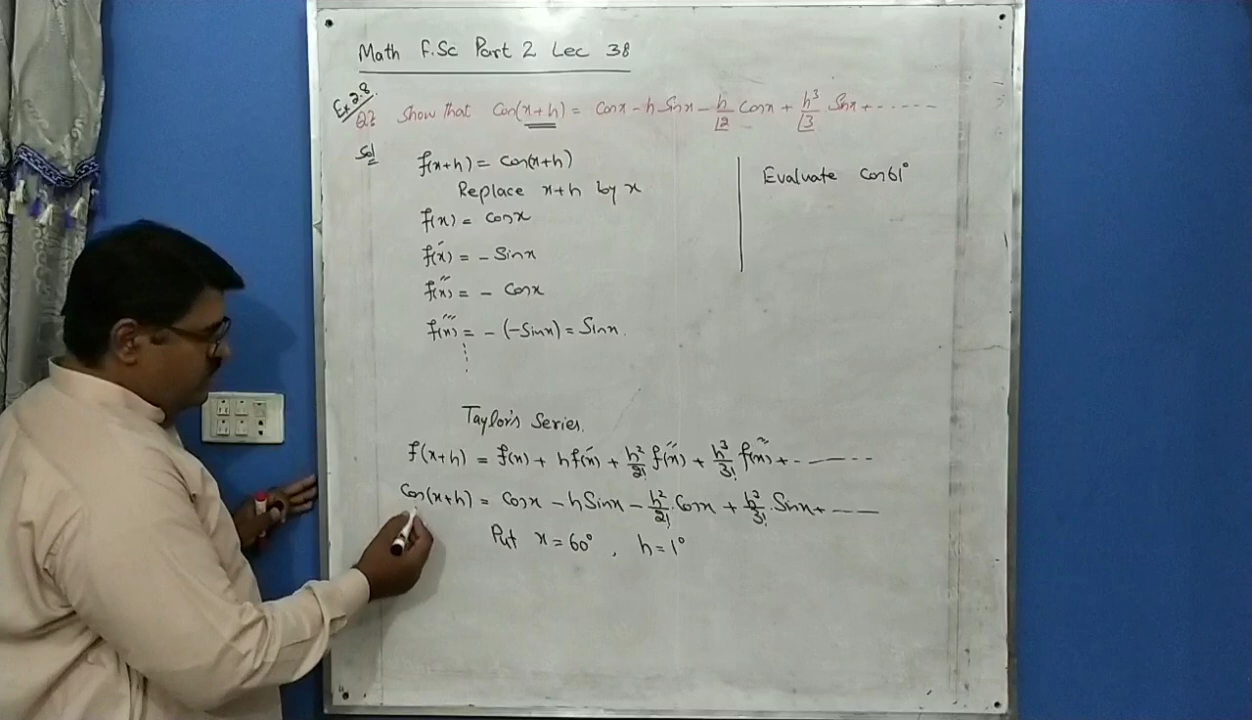 Math F.Sc Part 2 Lec 38
Ex 2.8
Q3 Show that Cos(x+h) = Cosx - h Sinx - h/⌊2 Cosx + h³/⌊3 Sinx + ------
Sol
f(x+h) = Cos(x+h)
Replace x+h by x
f(x) = Cosx
f′(x) = - Sinx
f″(x) = - Cosx
f‴(x) = - (-Sinx) = Sinx.
Evaluate Cos61°
Taylor's Series.
f(x+h) = f(x) + hf′(x) + h²/2! f″(x) + h³/3! f‴(x) + ------
Cos(x+h) = Cosx - h Sinx - h²/2! Cosx + h³/3! Sinx + ------
Put x = 60° , h = 1°